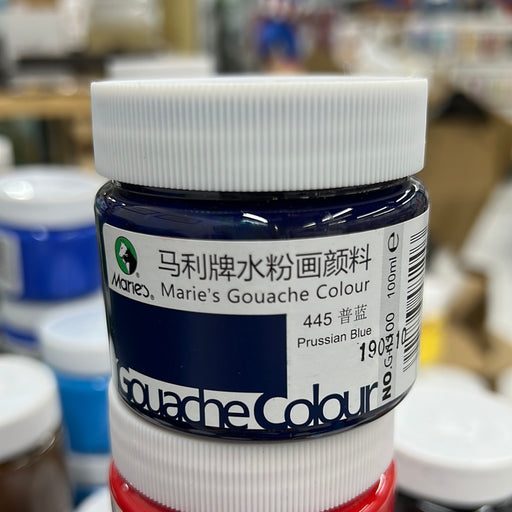 Marie's®
马利牌水粉画颜料
Marie's Gouache Colour
445 普蓝
Prussian Blue
Gouache Colour
100ml e